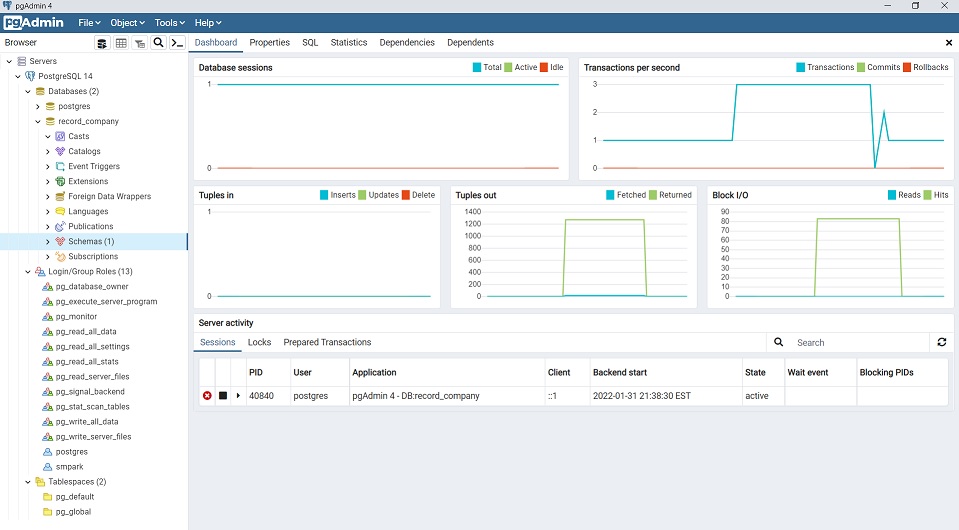 pgAdmin 4
pgAdmin File Object Tools Help
Browser
Dashboard Properties SQL Statistics Dependencies Dependents
Servers
PostgreSQL 14
Databases (2)
postgres
record_company
Casts
Catalogs
Event Triggers
Extensions
Foreign Data Wrappers
Languages
Publications
Schemas (1)
Subscriptions
Login/Group Roles (13)
pg_database_owner
pg_execute_server_program
pg_monitor
pg_read_all_data
pg_read_all_settings
pg_read_all_stats
pg_read_server_files
pg_signal_backend
pg_stat_scan_tables
pg_write_all_data
pg_write_server_files
postgres
smpark
Tablespaces (2)
pg_default
pg_global
Database sessions Total Active Idle
1
0
Transactions per second Transactions Commits Rollbacks
3
2
1
0
Tuples in Inserts Updates Delete
1
0
Tuples out Fetched Returned
1400
1200
1000
800
600
400
200
0
Block I/O Reads Hits
90
80
70
60
50
40
30
20
10
0
Server activity
Sessions Locks Prepared Transactions Search
PID User Application Client Backend start State Wait event Blocking PIDs
40840 postgres pgAdmin 4 - DB:record_company ::1 2022-01-31 21:38:30 EST active